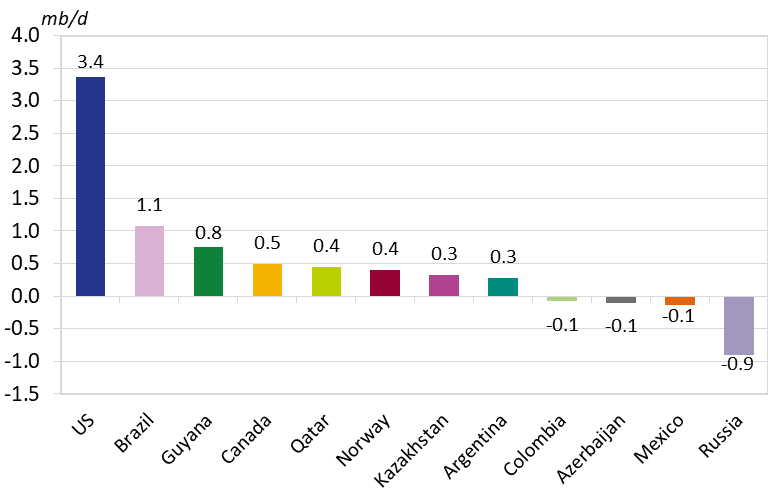 mb/d
4.0
3.5
3.0
2.5
2.0
1.5
1.0
0.5
0.0
-0.5
-1.0
-1.5
3.4
1.1
0.8
0.5
0.4
0.4
0.3
0.3
-0.1
-0.1
-0.1
-0.9
US
Brazil
Guyana
Canada
Qatar
Norway
Kazakhstan
Argentina
Colombia
Azerbaijan
Mexico
Russia